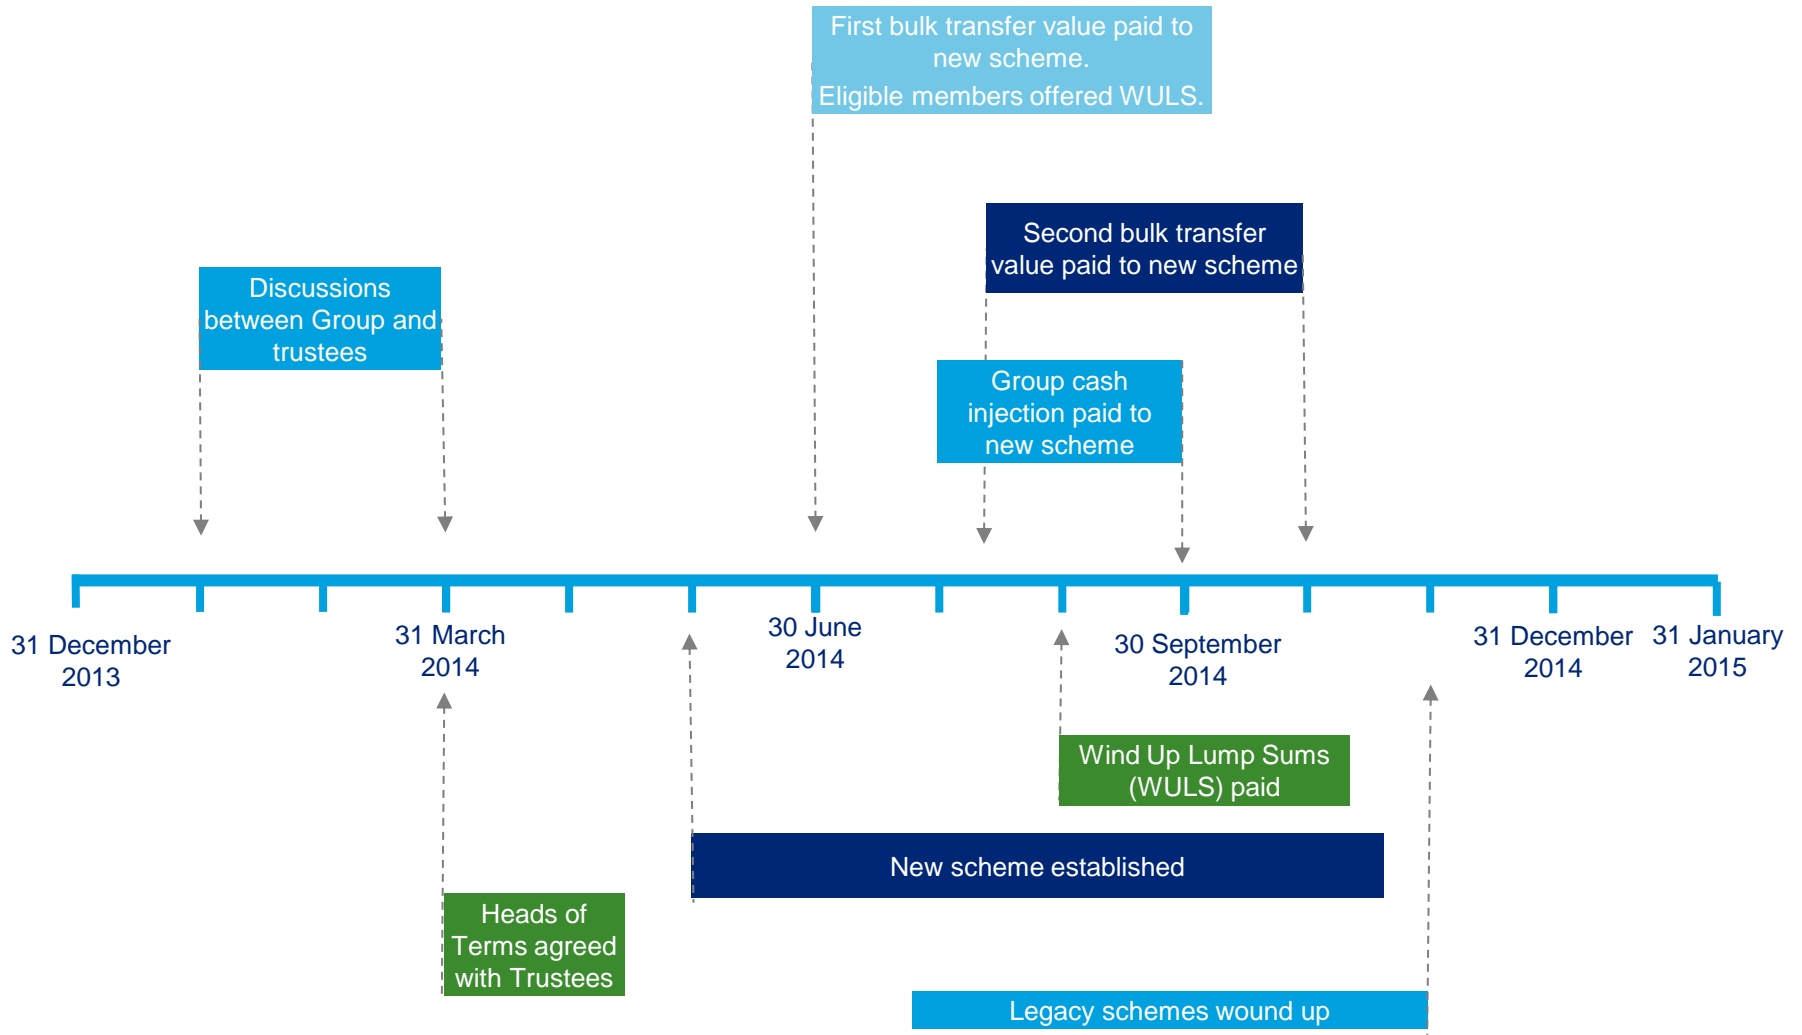 First bulk transfer value paid to
new scheme.
Eligible members offered WULS.
Second bulk transfer
value paid to new scheme
Discussions
between Group and
trustees
Group cash
injection paid to
new scheme
31 December
2013
31 March
2014
30 June
2014
30 September
2014
31 December
2014
31 January
2015
Wind Up Lump Sums
(WULS) paid
New scheme established
Heads of
Terms agreed
with Trustees
Legacy schemes wound up